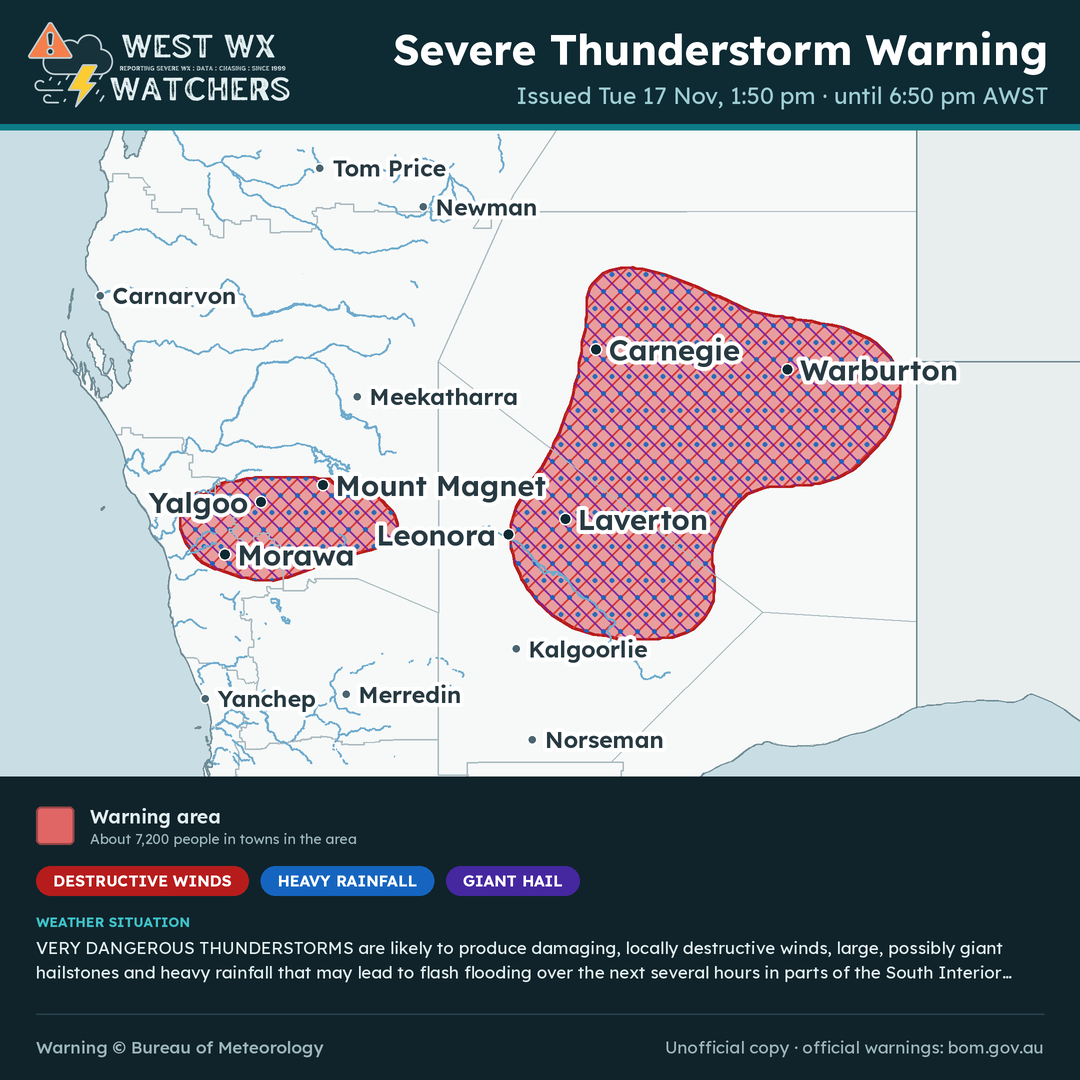 WEST WX
REPORTING SEVERE WX : DATA : CHASING : SINCE 1999
WATCHERS
Severe Thunderstorm Warning
Issued Tue 17 Nov, 1:50 pm · until 6:50 pm AWST
Tom Price
Newman
Carnarvon
Carnegie
Warburton
Meekatharra
Mount Magnet
Yalgoo
Laverton
Leonora
Morawa
Kalgoorlie
Yanchep
Merredin
Norseman
Warning area
About 7,200 people in towns in the area
DESTRUCTIVE WINDS
HEAVY RAINFALL
GIANT HAIL
WEATHER SITUATION
VERY DANGEROUS THUNDERSTORMS are likely to produce damaging, locally destructive winds, large, possibly giant
hailstones and heavy rainfall that may lead to flash flooding over the next several hours in parts of the South Interior…
Warning © Bureau of Meteorology
Unofficial copy · official warnings: bom.gov.au